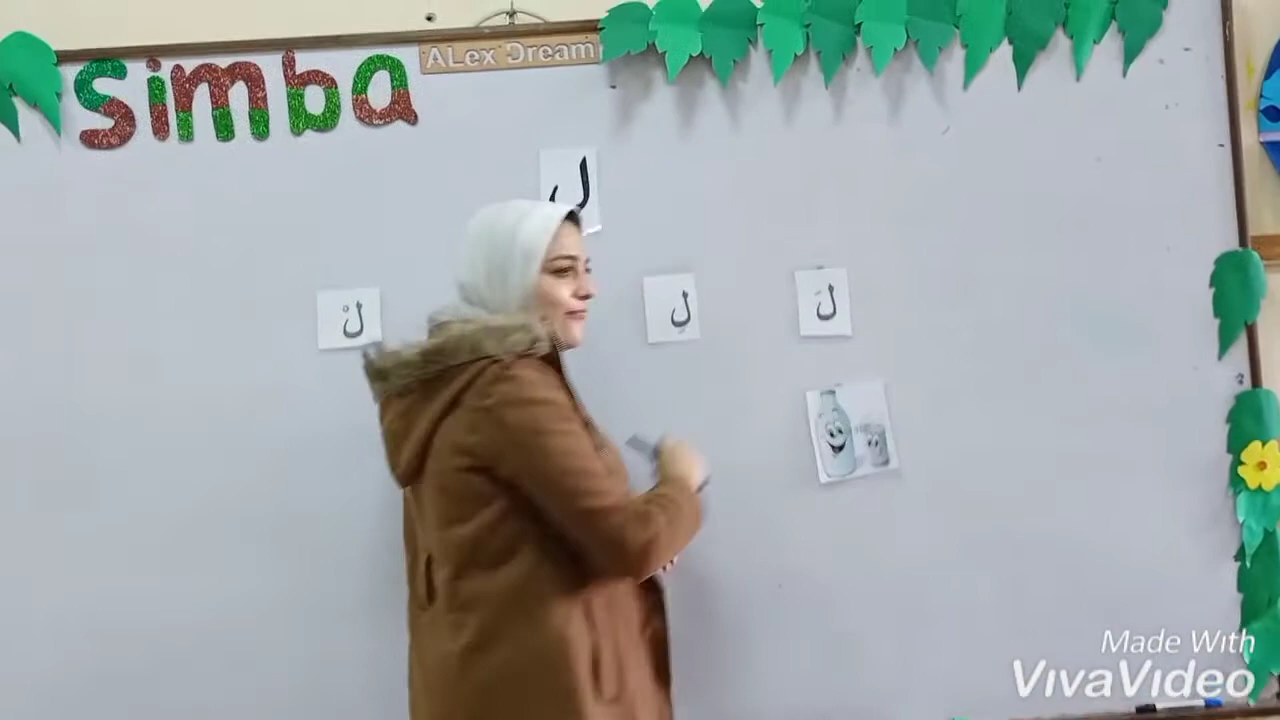 simba
ALex Dream
ل
لَ
لِ
لْ
Made With
VivaVideo